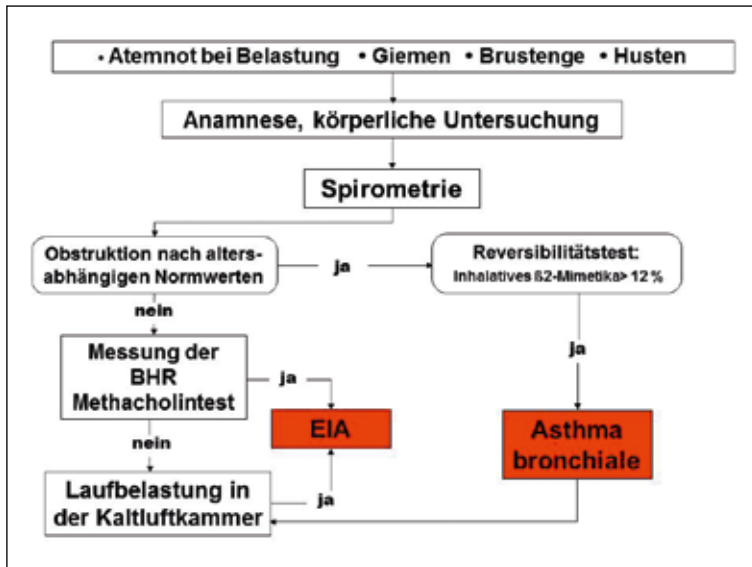 • Atemnot bei Belastung • Giemen • Brustenge • Husten
Anamnese, körperliche Untersuchung
Spirometrie
Obstruktion nach alters-
abhängigen Normwerten
ja
Reversibilitätstest:
Inhalatives ß2-Mimetika> 12 %
nein
ja
Messung der
BHR
Methacholintest
ja
EIA
Asthma
bronchiale
nein
Laufbelastung in
der Kaltluftkammer
ja